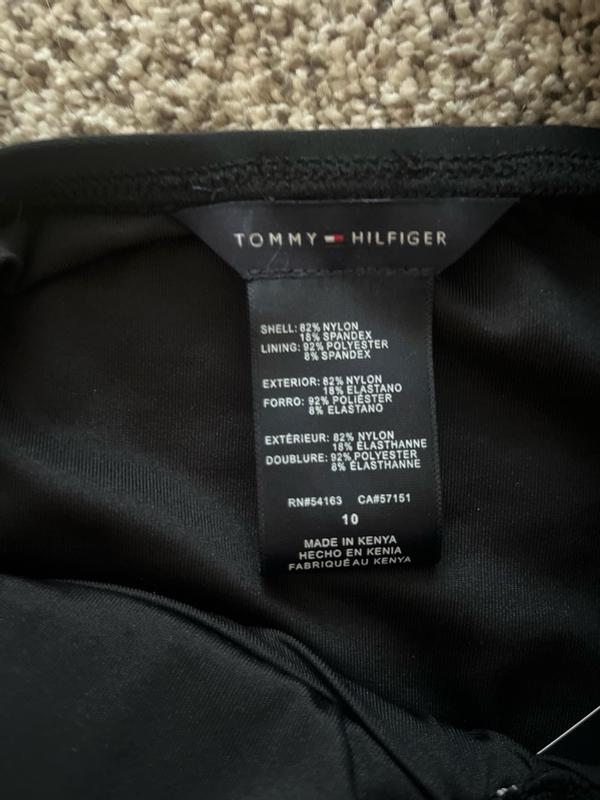 TOMMY HILFIGER
SHELL: 82% NYLON
18% SPANDEX
LINING: 92% POLYESTER
8% SPANDEX
EXTERIOR: 82% NYLON
18% ELASTANO
FORRO: 92% POLIÉSTER
8% ELASTANO
EXTÉRIEUR: 82% NYLON
18% ÉLASTHANNE
DOUBLURE: 92% POLYESTER
8% ÉLASTHANNE
RN#54163 CA#57151
10
MADE IN KENYA
HECHO EN KENIA
FABRIQUÉ AU KENYA